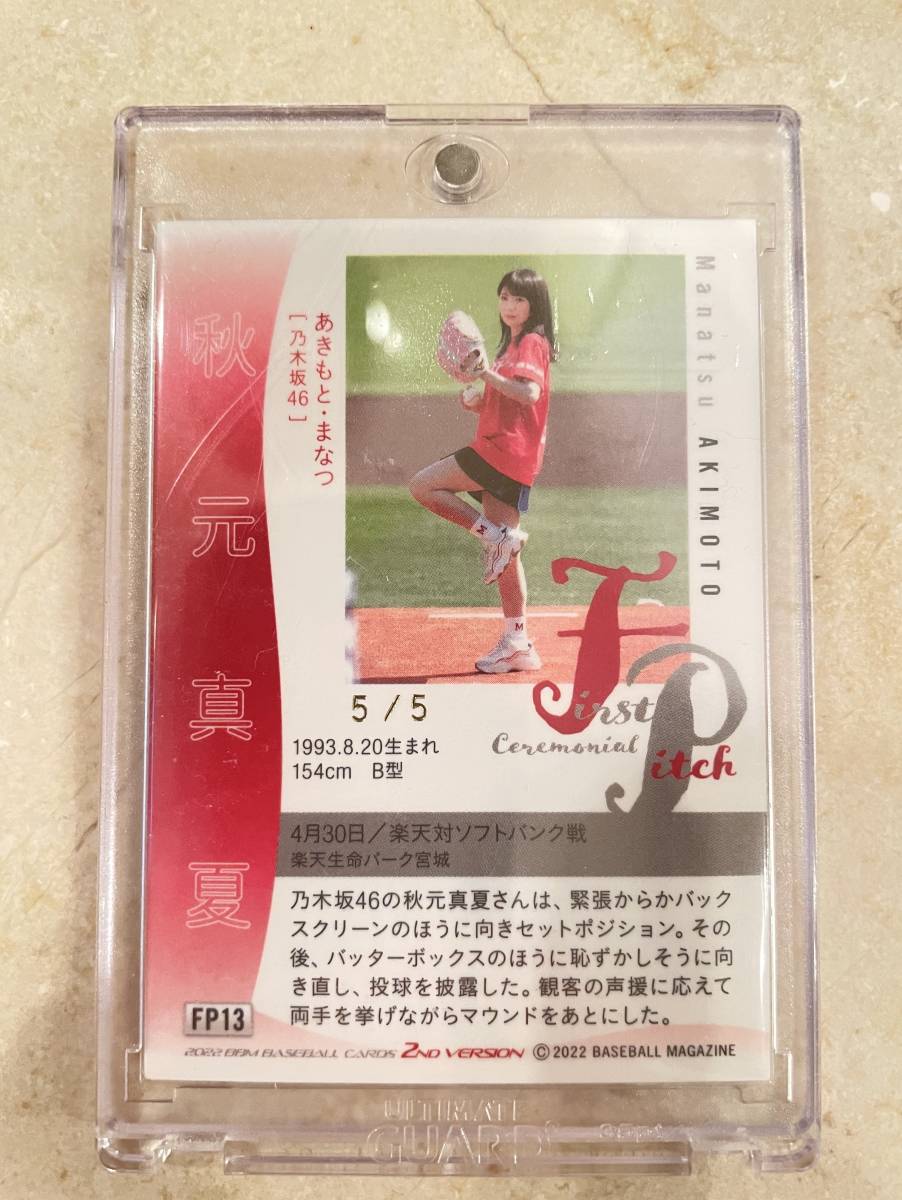 秋元真夏
あきもと・まなつ
［乃木坂46］
Manatsu AKIMOTO
M
M
First
Ceremonial Pitch
5/5
1993.8.20生まれ
154cm B型
4月30日／楽天対ソフトバンク戦
楽天生命パーク宮城
乃木坂46の秋元真夏さんは、緊張からかバック
スクリーンのほうに向きセットポジション。その
後、バッターボックスのほうに恥ずかしそうに向
き直し、投球を披露した。観客の声援に応えて
両手を挙げながらマウンドをあとにした。
FP13
2022 BBM BASEBALL CARDS 2ND VERSION © 2022 BASEBALL MAGAZINE
ULTIMATE
GUARD